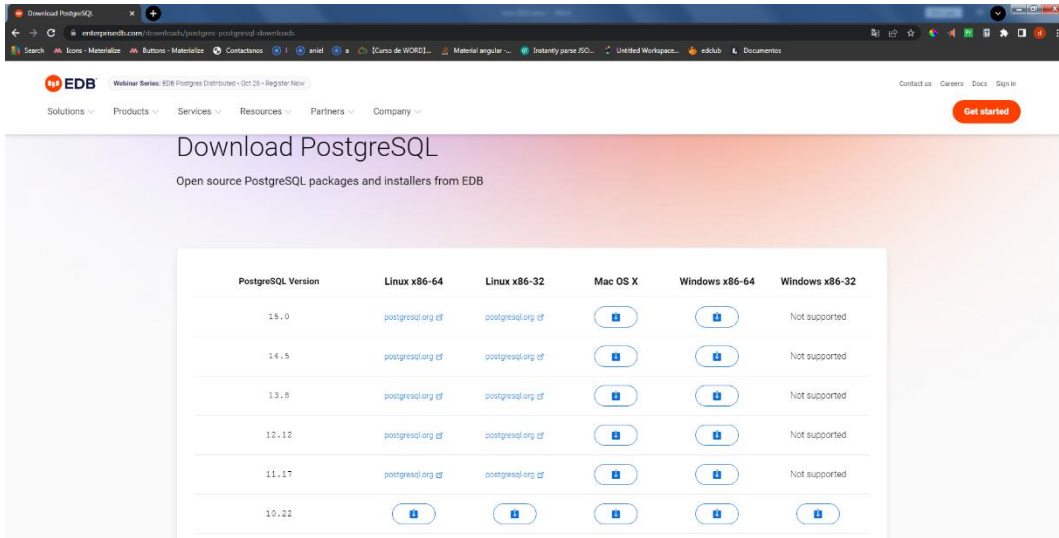 Download PostgreSQL
enterprisedb.com/downloads/postgres-postgresql-downloads
Search Icons - Materialize Buttons - Materialize Contactanos l aniel a [Curso de WORD]... Material angular -... Instantly parse JSO... Untitled Workspace... edclub Documentos
EDB Webinar Series: EDB Postgres Distributed • Oct 26 • Register Now Contact us Careers Docs Sign in
Solutions Products Services Resources Partners Company Get started
Download PostgreSQL
Open source PostgreSQL packages and installers from EDB
PostgreSQL Version Linux x86-64 Linux x86-32 Mac OS X Windows x86-64 Windows x86-32
15.0 postgresql.org postgresql.org Not supported
14.5 postgresql.org postgresql.org Not supported
13.8 postgresql.org postgresql.org Not supported
12.12 postgresql.org postgresql.org Not supported
11.17 postgresql.org postgresql.org Not supported
10.22